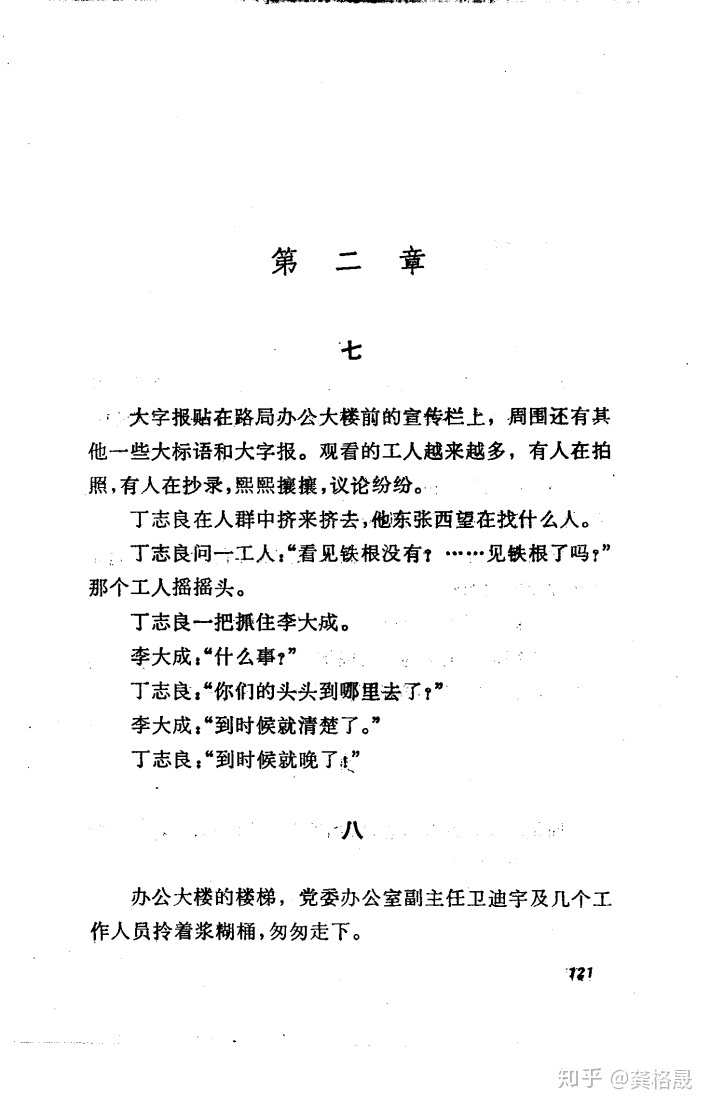 第二章
七
大字报贴在路局办公大楼前的宣传栏上，周围还有其
他一些大标语和大字报。观看的工人越来越多，有人在拍
照，有人在抄录，熙熙攘攘，议论纷纷。
丁志良在人群中挤来挤去，他东张西望在找什么人。
丁志良问一工人：“看见铁根没有？……见铁根了吗？”
那个工人摇摇头。
丁志良一把抓住李大成。
李大成：“什么事？”
丁志良：“你们的头头到哪里去了？”
李大成：“到时候就清楚了。”
丁志良：“到时候就晚了！”
八
办公大楼的楼梯，党委办公室副主任卫迪宇及几个工
作人员拎着浆糊桶，匆匆走下。
121
知乎 @龚格晟